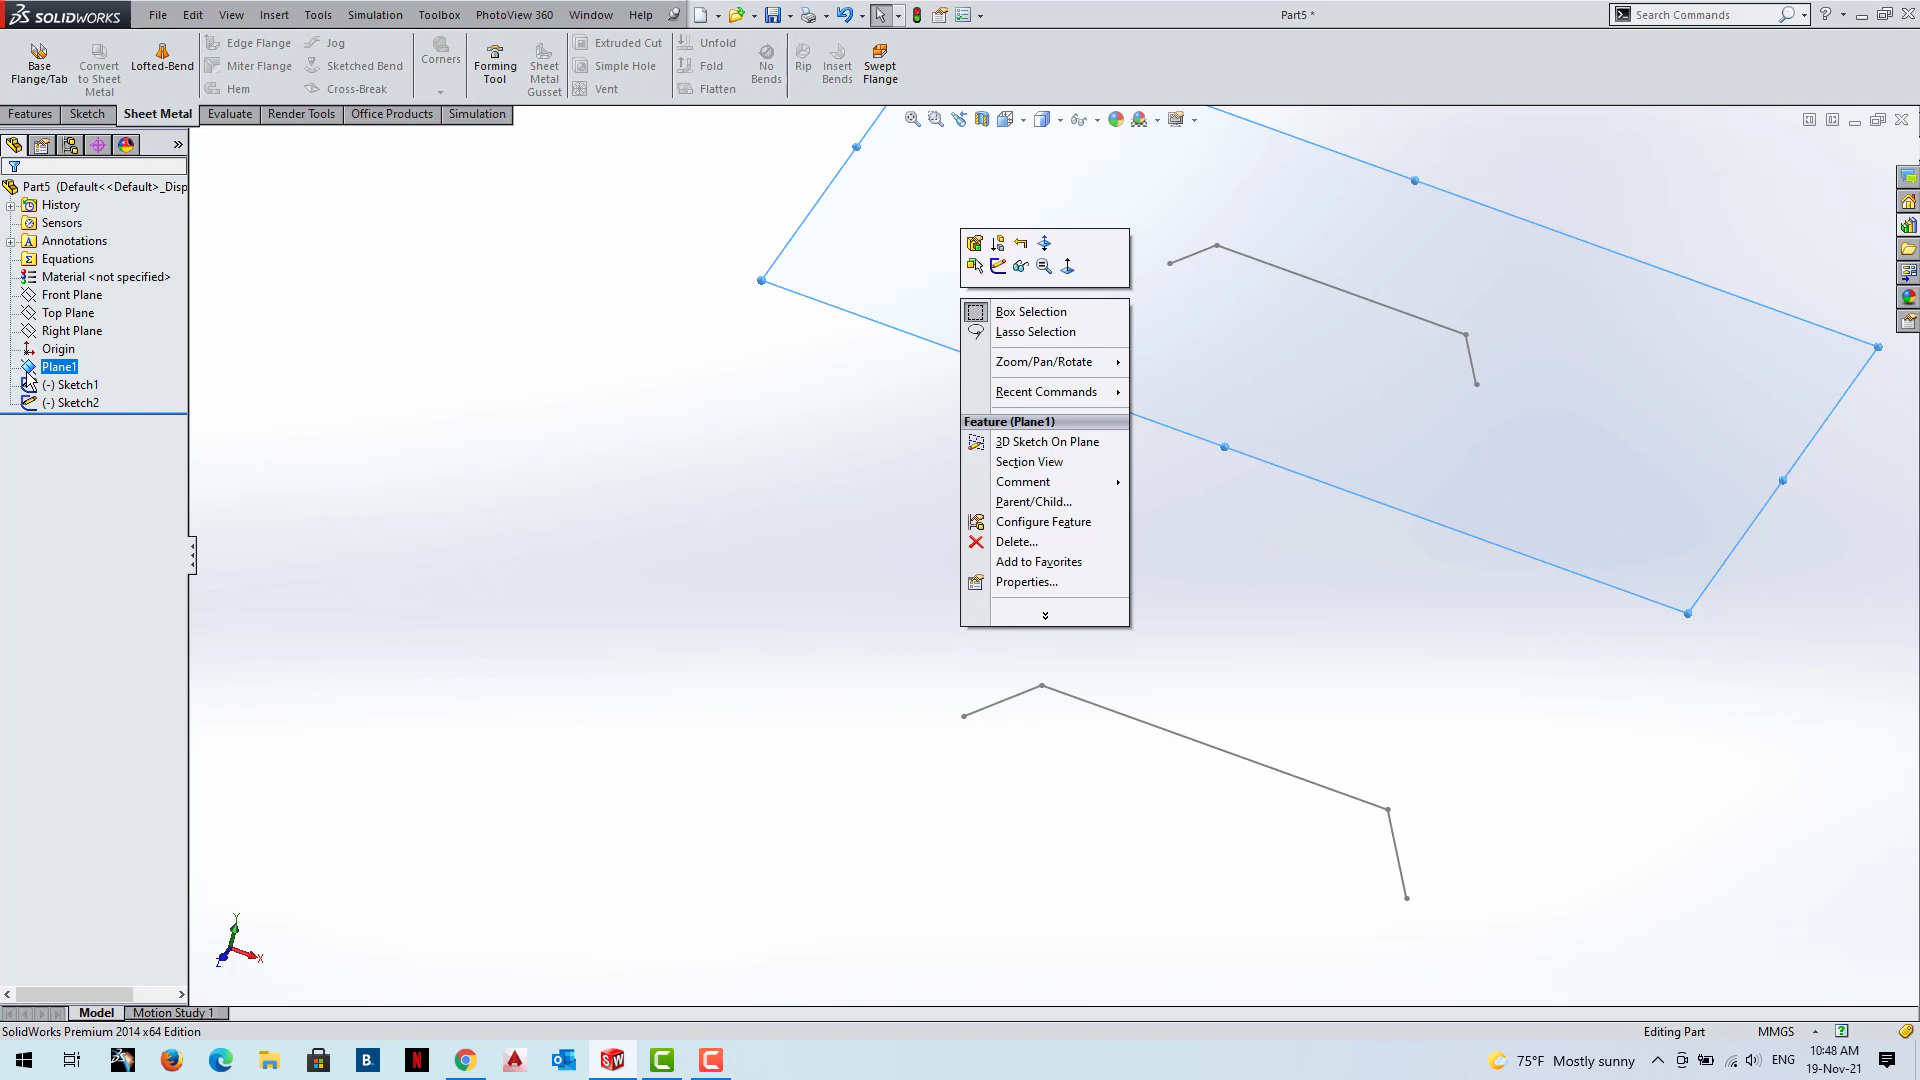 SOLIDWORKS File Edit View Insert Tools Simulation Toolbox PhotoView 360 Window Help Part5 * Search Commands
Base Flange/Tab
Convert to Sheet Metal
Lofted-Bend
Edge Flange
Miter Flange
Hem
Jog
Sketched Bend
Cross-Break
Corners
Forming Tool
Sheet Metal Gusset
Extruded Cut
Simple Hole
Vent
Unfold
Fold
Flatten
No Bends
Rip
Insert Bends
Swept Flange
Features Sketch Sheet Metal Evaluate Render Tools Office Products Simulation
Part5 (Default<<Default>_Disp
History
Sensors
Annotations
Equations
Material <not specified>
Front Plane
Top Plane
Right Plane
Origin
Plane1
(-) Sketch1
(-) Sketch2
Box Selection
Lasso Selection
Zoom/Pan/Rotate
Recent Commands
Feature (Plane1)
3D Sketch On Plane
Section View
Comment
Parent/Child...
Configure Feature
Delete...
Add to Favorites
Properties...
Y
X
Z
Model Motion Study 1
SolidWorks Premium 2014 x64 Edition Editing Part MMGS
75°F Mostly sunny ENG 10:48 AM
19-Nov-21